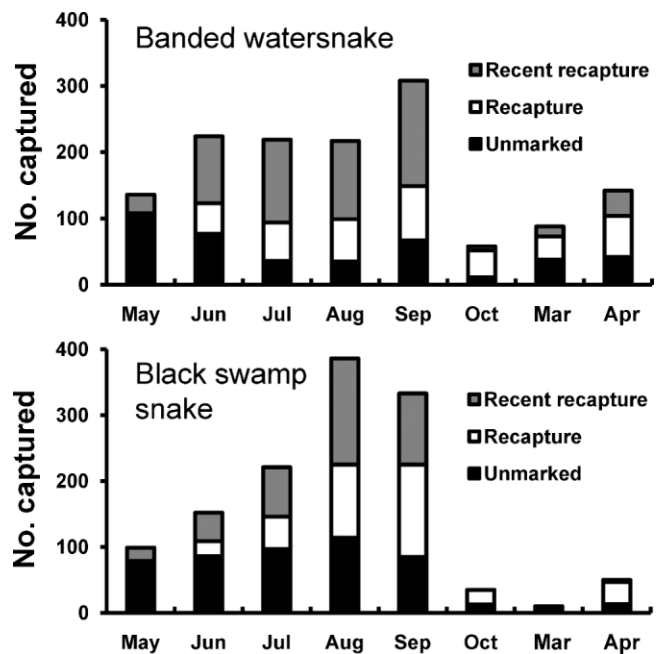 400
Banded watersnake
Recent recapture
300
Recapture
No. captured
200
Unmarked
100
0
May Jun Jul Aug Sep Oct Mar Apr
400
Black swamp
snake
Recent recapture
300
Recapture
No. captured
200
Unmarked
100
0
May Jun Jul Aug Sep Oct Mar Apr